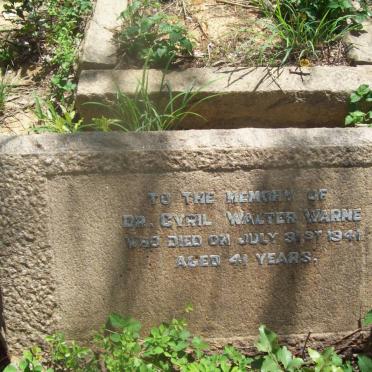 TO THE MEMORY OF
DR. CYRIL WALTER WARNE
WHO DIED ON JULY 31ST 1941
AGED 41 YEARS.